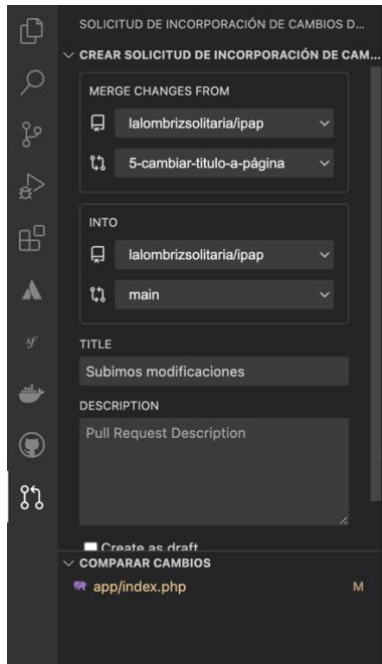 SOLICITUD DE INCORPORACIÓN DE CAMBIOS D...
CREAR SOLICITUD DE INCORPORACIÓN DE CAM...
MERGE CHANGES FROM
lalombrizsolitaria/ipap
5-cambiar-titulo-a-página
INTO
lalombrizsolitaria/ipap
main
TITLE
Subimos modificaciones
DESCRIPTION
Pull Request Description
Create as draft
COMPARAR CAMBIOS
app/index.php M